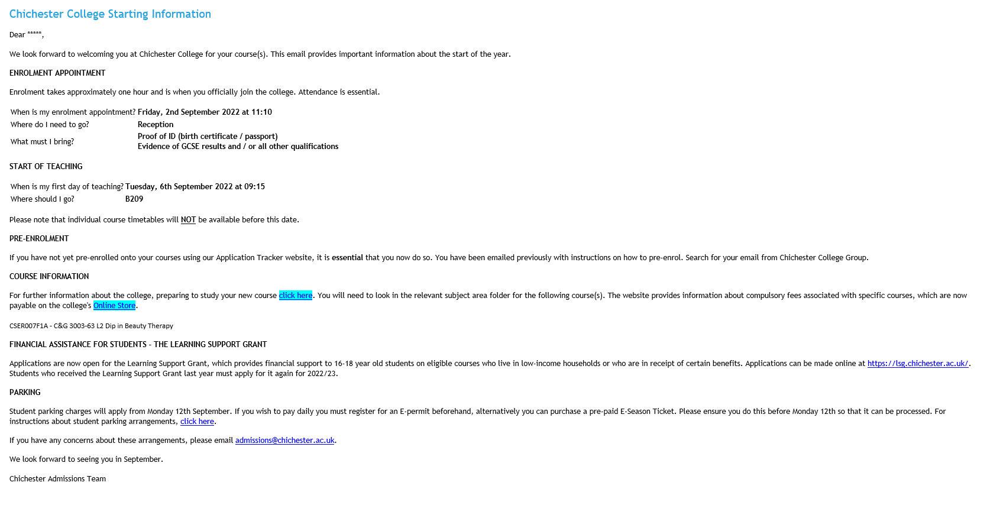 Chichester College Starting Information
Dear *****,
We look forward to welcoming you at Chichester College for your course(s). This email provides important information about the start of the year.
ENROLMENT APPOINTMENT
Enrolment takes approximately one hour and is when you officially join the college. Attendance is essential.
When is my enrolment appointment? Friday, 2nd September 2022 at 11:10
Where do I need to go? Reception
What must I bring? Proof of ID (birth certificate / passport)
Evidence of GCSE results and / or all other qualifications
START OF TEACHING
When is my first day of teaching? Tuesday, 6th September 2022 at 09:15
Where should I go? B209
Please note that individual course timetables will NOT be available before this date.
PRE-ENROLMENT
If you have not yet pre-enrolled onto your courses using our Application Tracker website, it is essential that you now do so. You have been emailed previously with instructions on how to pre-enrol. Search for your email from Chichester College Group.
COURSE INFORMATION
For further information about the college, preparing to study your new course click here. You will need to look in the relevant subject area folder for the following course(s). The website provides information about compulsory fees associated with specific courses, which are now
payable on the college's Online Store.
CSER007F1A - C&G 3003-63 L2 Dip in Beauty Therapy
FINANCIAL ASSISTANCE FOR STUDENTS - THE LEARNING SUPPORT GRANT
Applications are now open for the Learning Support Grant, which provides financial support to 16-18 year old students on eligible courses who live in low-income households or who are in receipt of certain benefits. Applications can be made online at https://lsg.chichester.ac.uk/.
Students who received the Learning Support Grant last year must apply for it again for 2022/23.
PARKING
Student parking charges will apply from Monday 12th September. If you wish to pay daily you must register for an E-permit beforehand, alternatively you can purchase a pre-paid E-Season Ticket. Please ensure you do this before Monday 12th so that it can be processed. For
instructions about student parking arrangements, click here.
If you have any concerns about these arrangements, please email admissions@chichester.ac.uk.
We look forward to seeing you in September.
Chichester Admissions Team